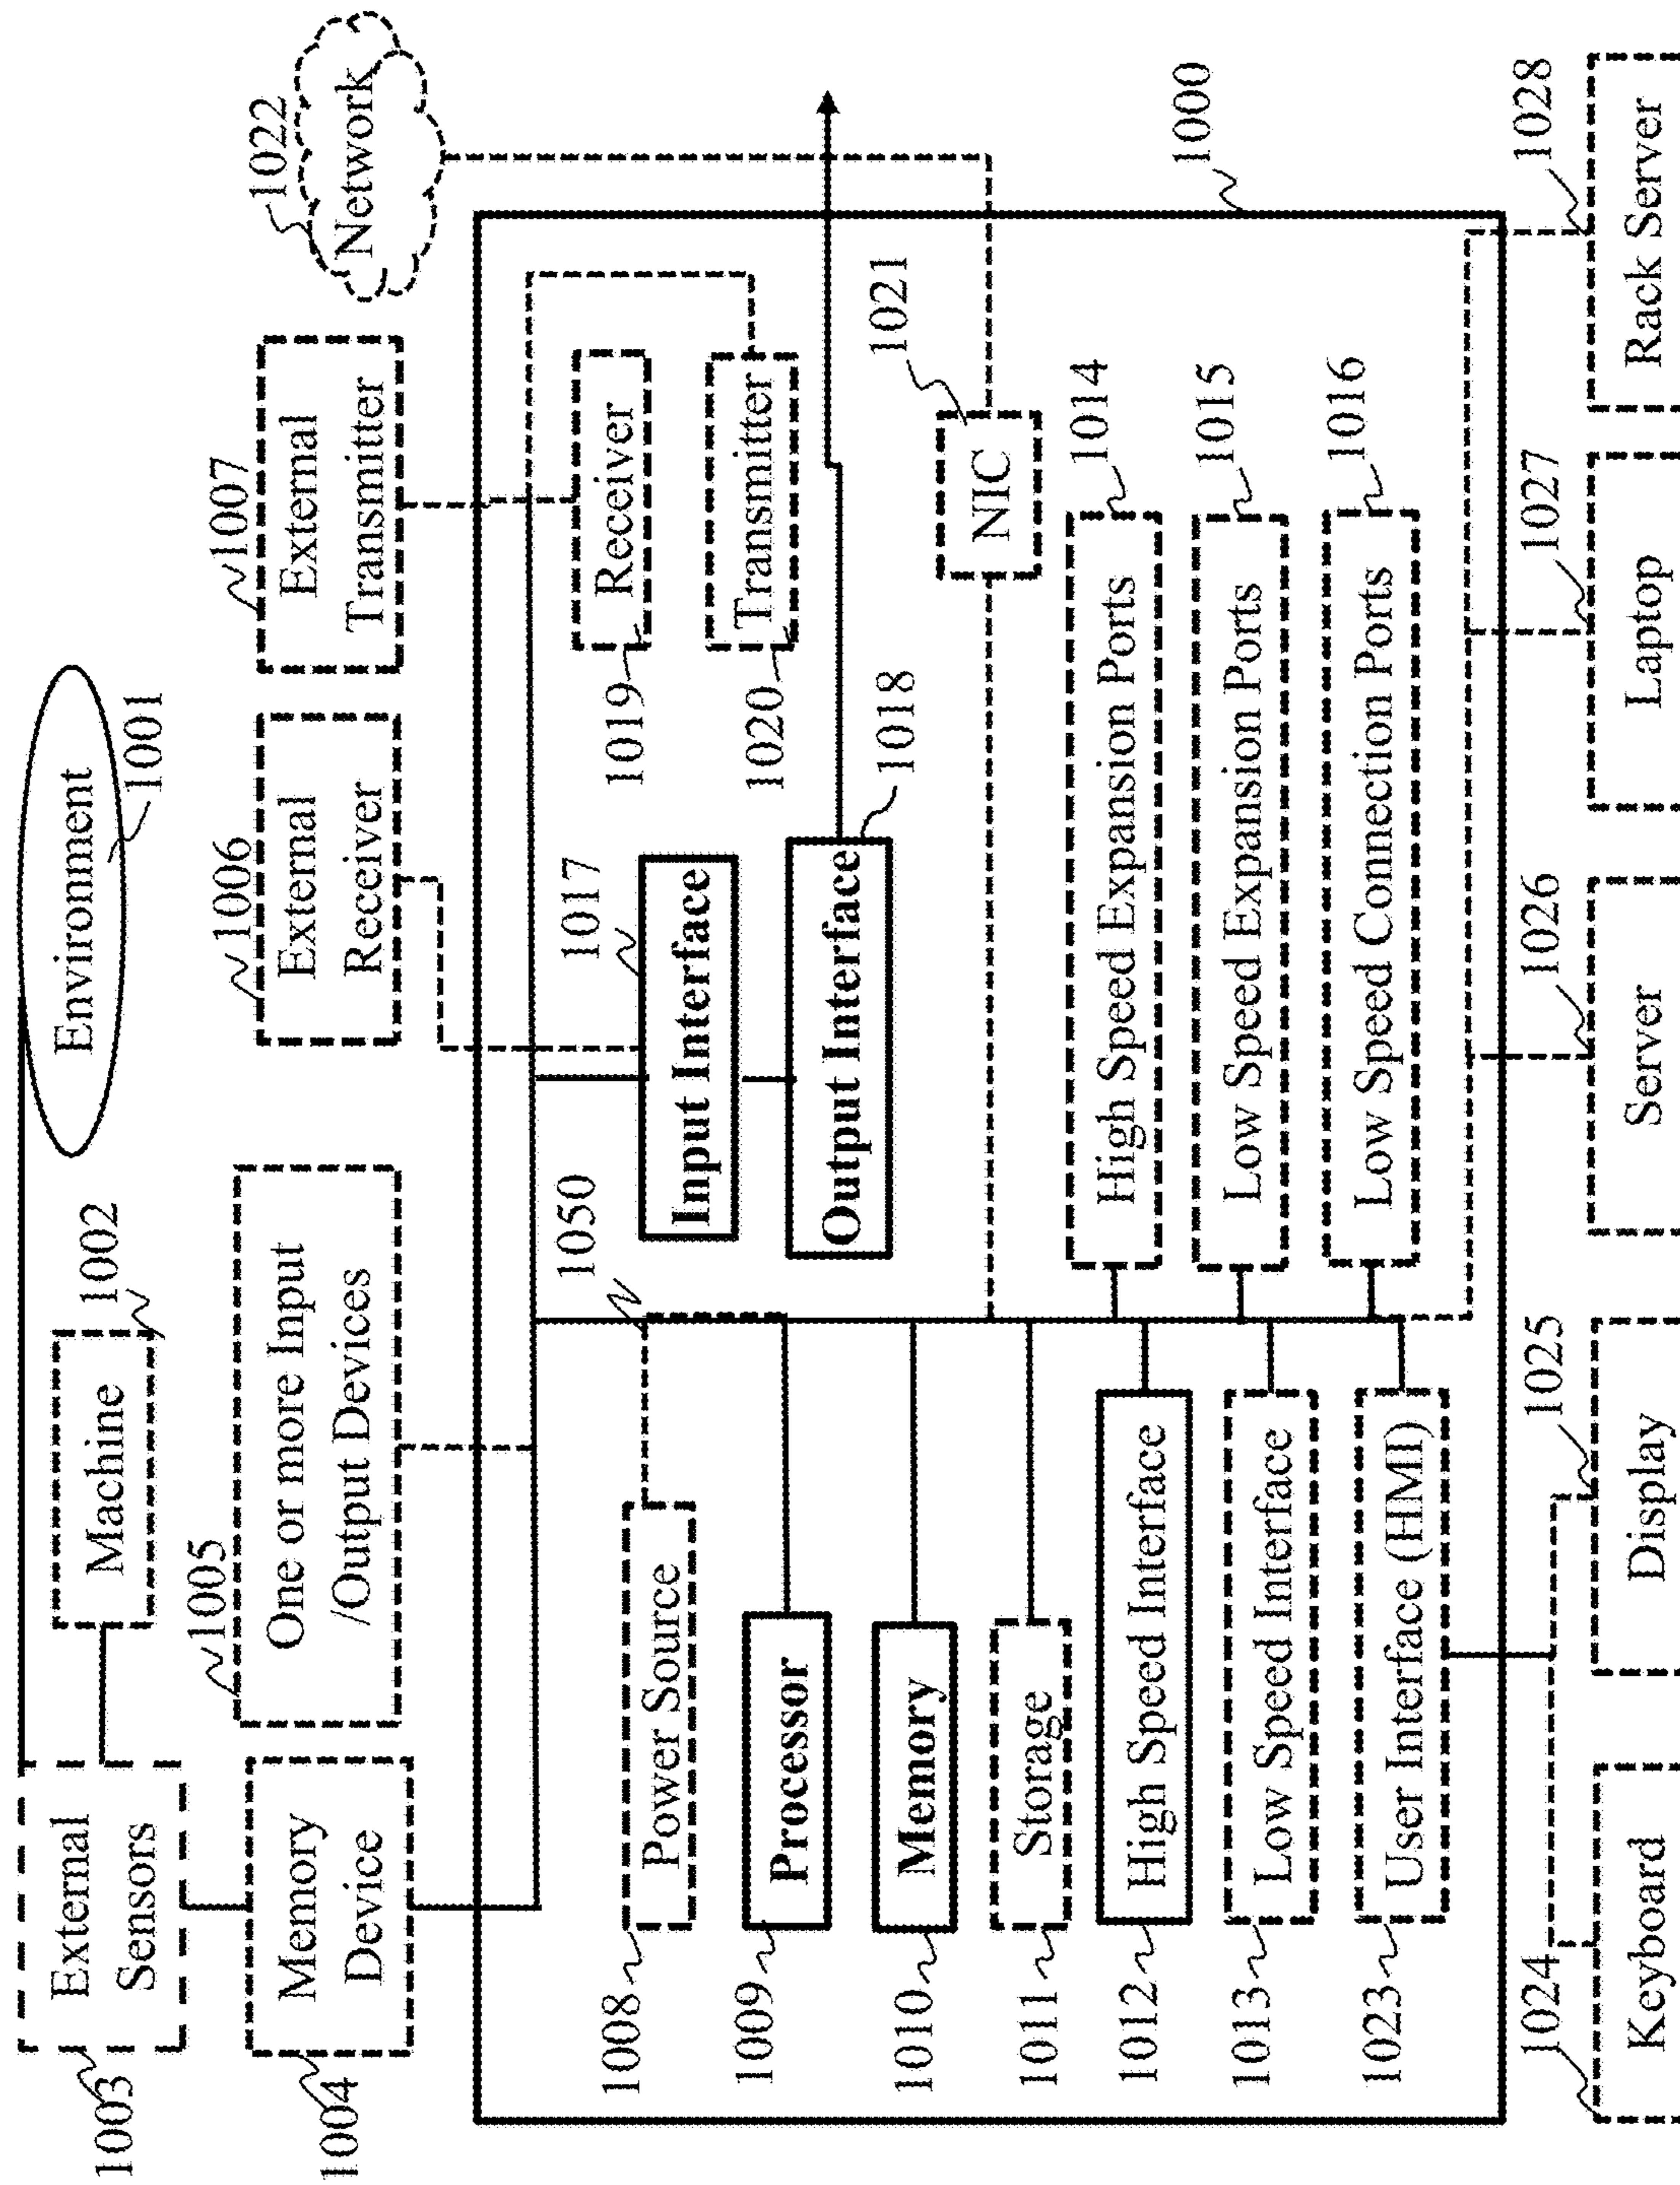 Environment
1001
Machine
1002
External
Sensors
1003
Memory
Device
1004
1005
One or more Input
/Output Devices
1006
External
Receiver
1007
External
Transmitter
1022
Network
1008
Power Source
1050
1009
Processor
1010
Memory
1011
Storage
1012
High Speed Interface
1013
Low Speed Interface
1023
User Interface (HMI)
1017
Input Interface
Output Interface
1018
1019
Receiver
1020
Transmitter
1021
NIC
High Speed Expansion Ports
1014
Low Speed Expansion Ports
1015
Low Speed Connection Ports
1016
1000
1024
Keyboard
1025
Display
1026
Server
1027
Laptop
1028
Rack Server